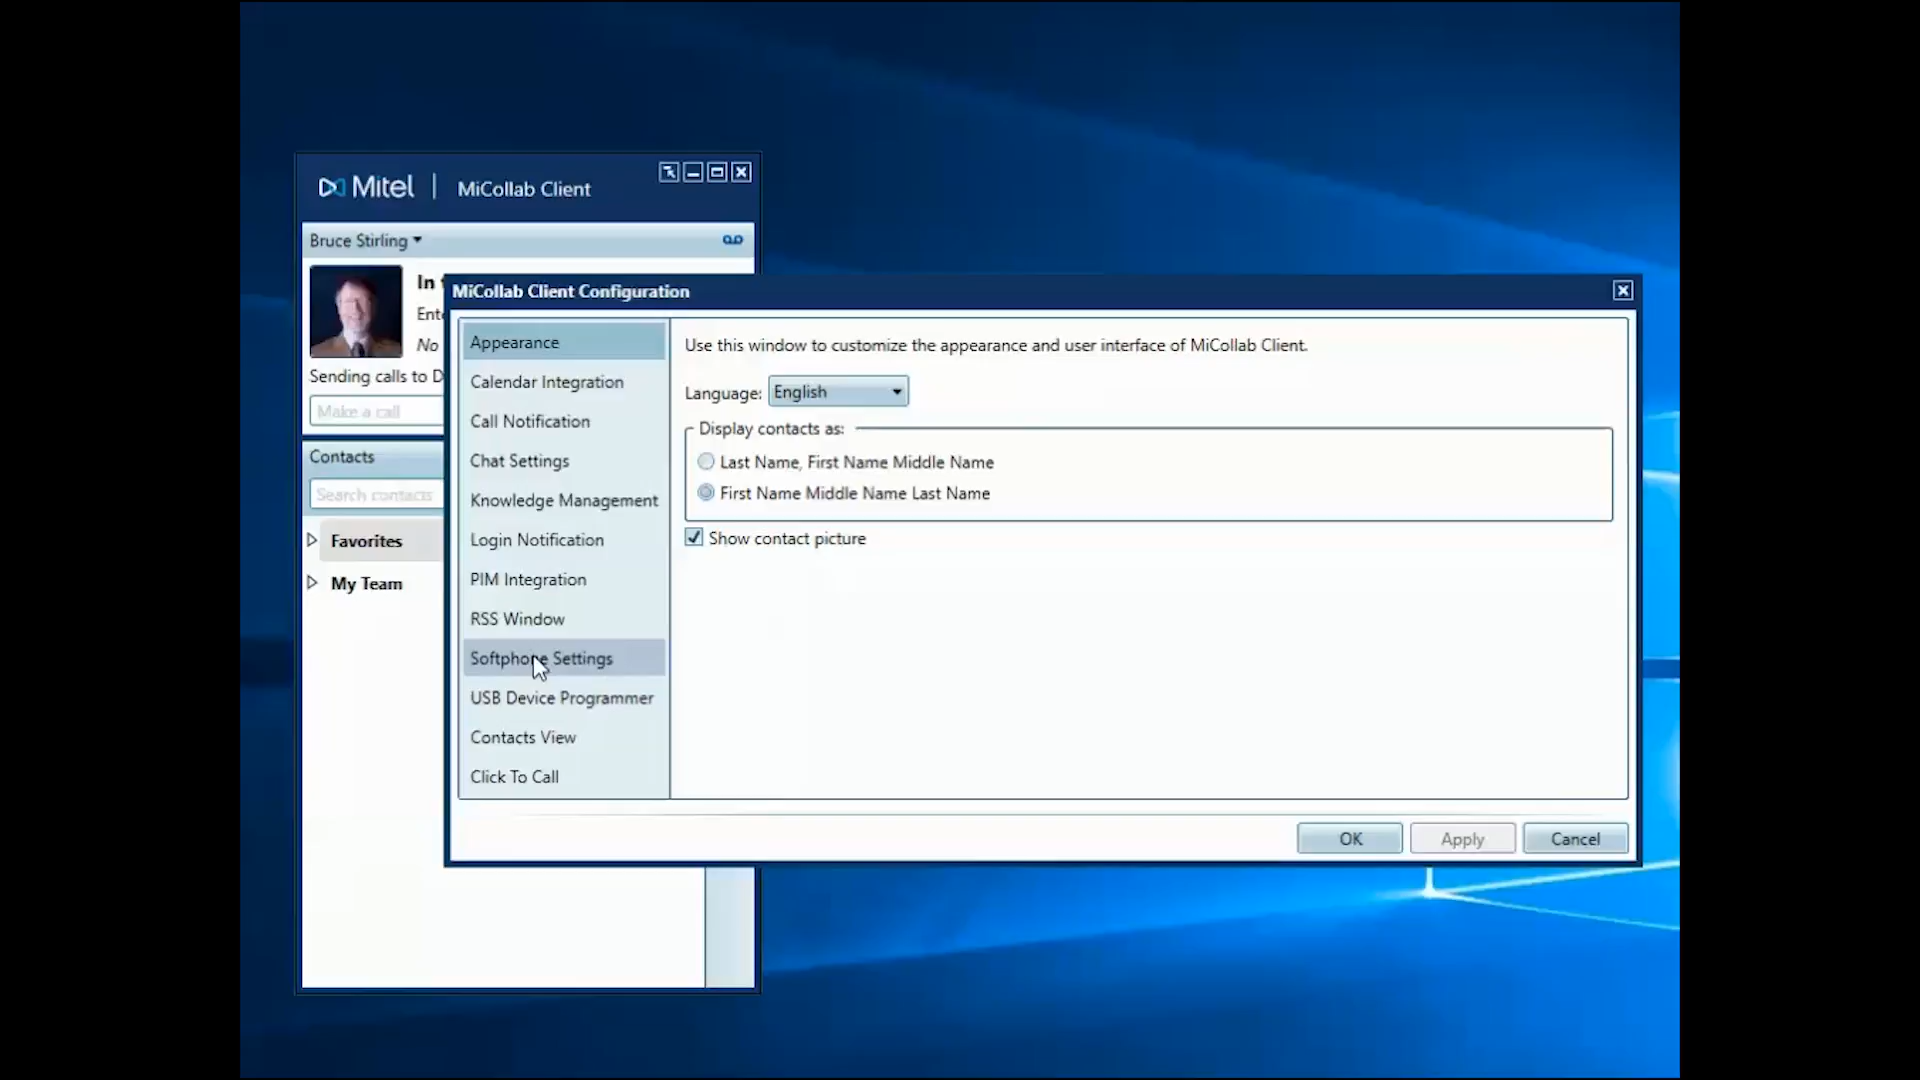 Mitel | MiCollab Client
Bruce Stirling
In
Ent
No
Sending calls to D
Make a call
Contacts
Search contacts
Favorites
My Team
MiCollab Client Configuration
Appearance
Calendar Integration
Call Notification
Chat Settings
Knowledge Management
Login Notification
PIM Integration
RSS Window
Softphone Settings
USB Device Programmer
Contacts View
Click To Call
Use this window to customize the appearance and user interface of MiCollab Client.
Language: English
Display contacts as:
Last Name, First Name Middle Name
First Name Middle Name Last Name
Show contact picture
OK Apply Cancel